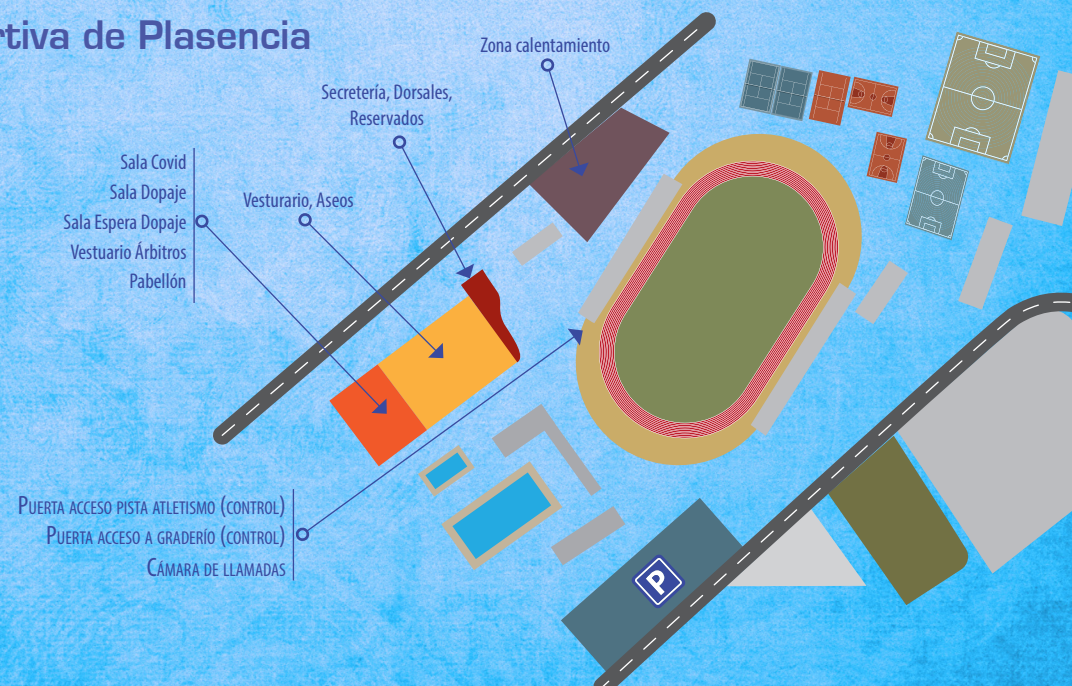 rtiva de Plasencia
Zona calentamiento
Secretería, Dorsales,
Reservados
Sala Covid
Sala Dopaje
Sala Espera Dopaje
Vestuario Árbitros
Pabellón
Vesturario, Aseos
Puerta acceso pista atletismo (control)
Puerta acceso a graderío (control)
Cámara de llamadas
P